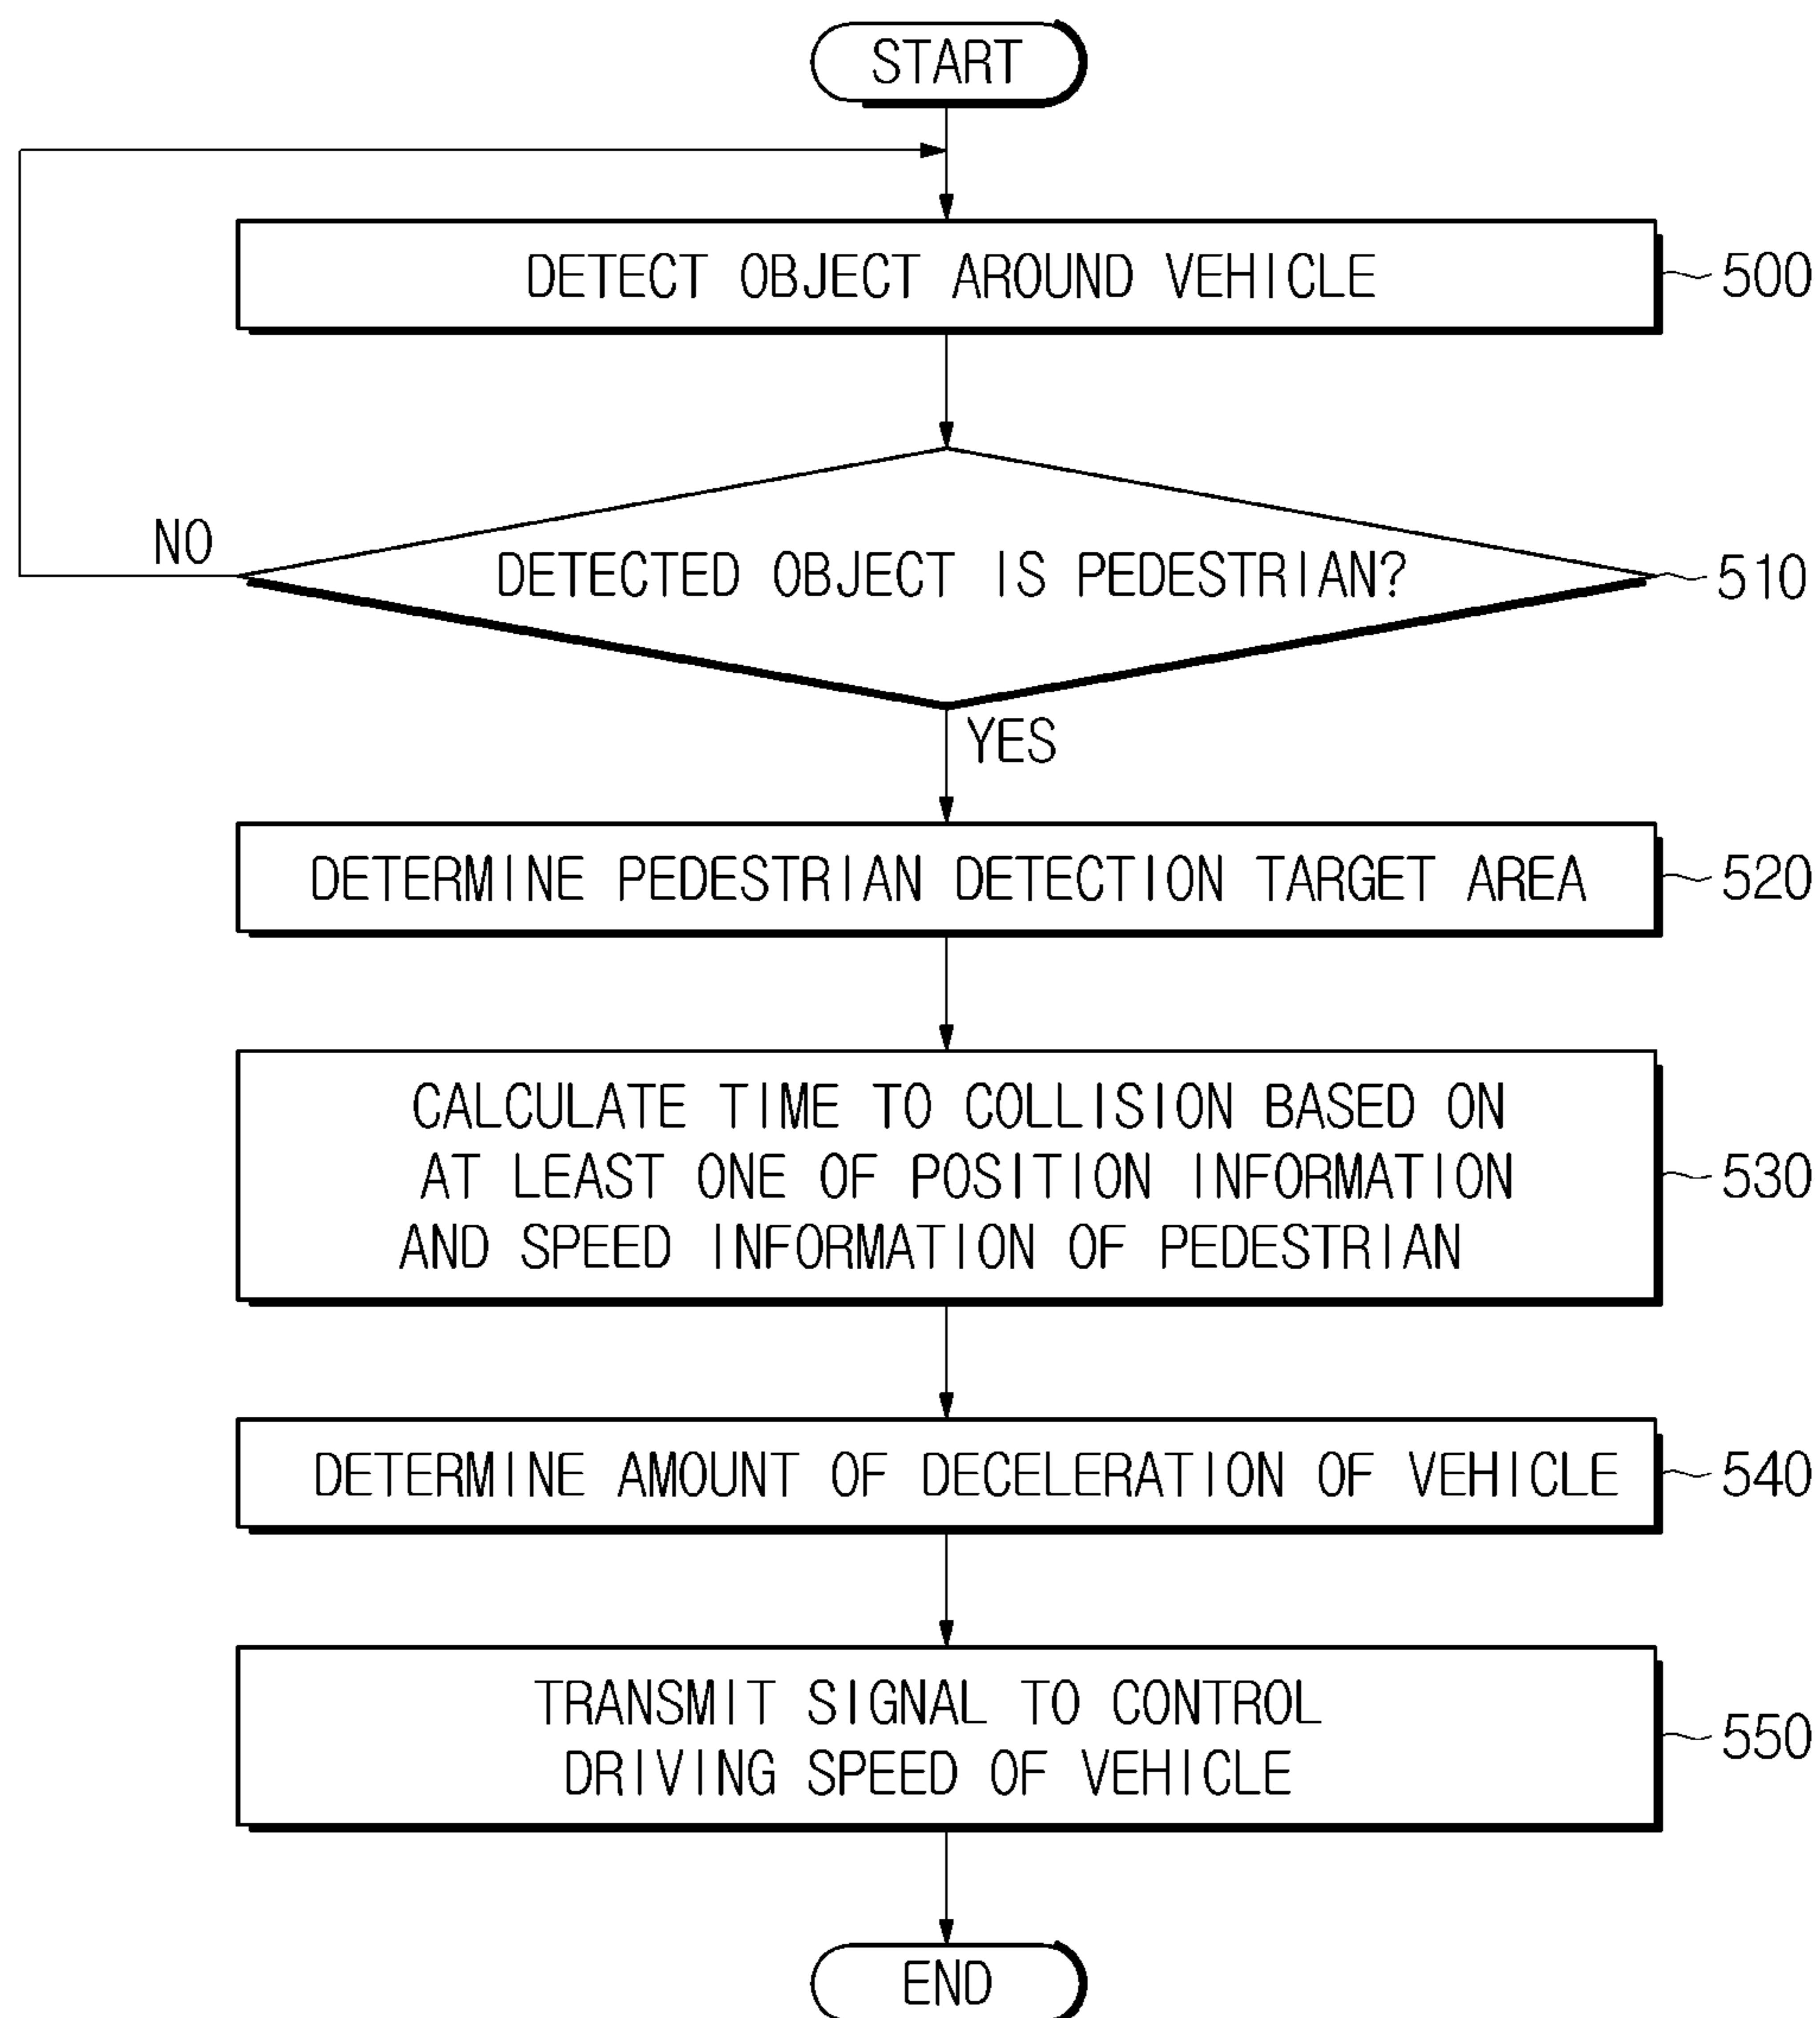 START
DETECT OBJECT AROUND VEHICLE
500
NO
DETECTED OBJECT IS PEDESTRIAN?
510
YES
DETERMINE PEDESTRIAN DETECTION TARGET AREA
520
CALCULATE TIME TO COLLISION BASED ON
AT LEAST ONE OF POSITION INFORMATION
AND SPEED INFORMATION OF PEDESTRIAN
530
DETERMINE AMOUNT OF DECELERATION OF VEHICLE
540
TRANSMIT SIGNAL TO CONTROL
DRIVING SPEED OF VEHICLE
550
END